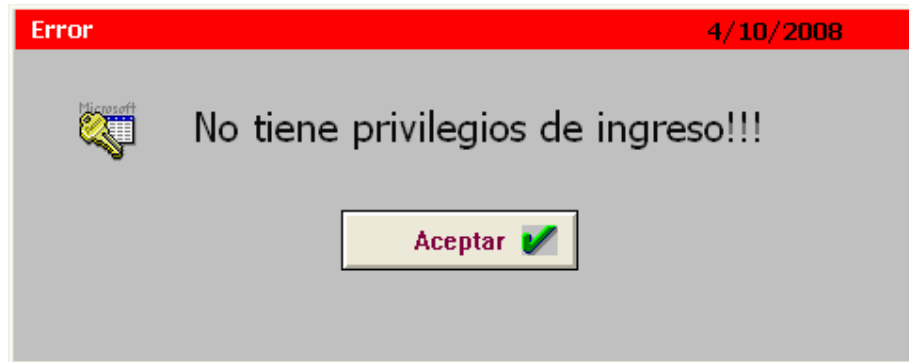 Error 4/10/2008
Microsoft
No tiene privilegios de ingreso!!!
Aceptar